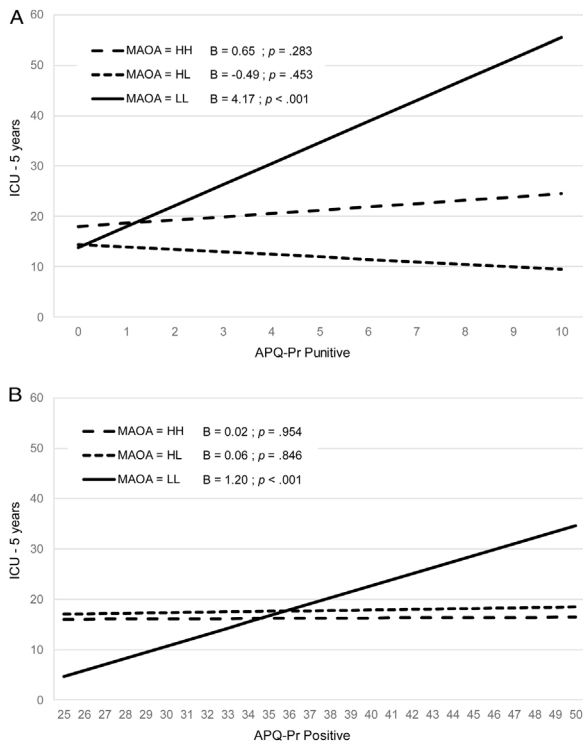 A
60
50
40
30
20
10
0
ICU - 5 years
MAOA = HH B = 0.65 ; p = .283
MAOA = HL B = -0.49 ; p = .453
MAOA = LL B = 4.17 ; p < .001
0 1 2 3 4 5 6 7 8 9 10
APQ-Pr Punitive
B
60
50
40
30
20
10
0
ICU - 5 years
MAOA = HH B = 0.02 ; p = .954
MAOA = HL B = 0.06 ; p = .846
MAOA = LL B = 1.20 ; p < .001
25 26 27 28 29 30 31 32 33 34 35 36 37 38 39 40 41 42 43 44 45 46 47 48 49 50
APQ-Pr Positive